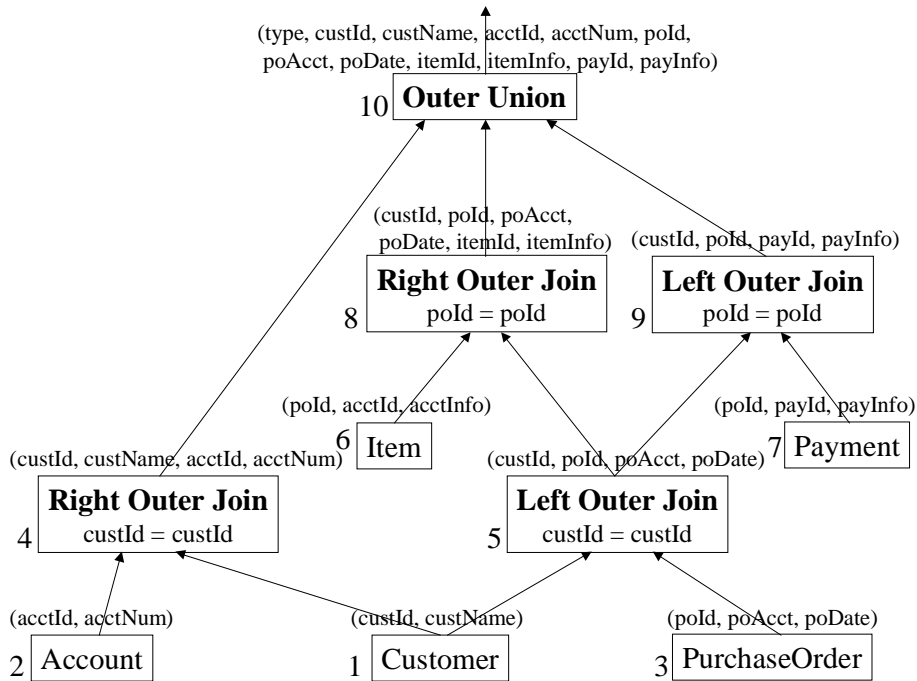 (type, custId, custName, acctId, acctNum, poId,
poAcct, poDate, itemId, itemInfo, payId, payInfo)
10 Outer Union
(custId, poId, poAcct,
poDate, itemId, itemInfo)
(custId, poId, payId, payInfo)
Right Outer Join
poId = poId
8
Left Outer Join
poId = poId
9
(poId, acctId, acctInfo)
6 Item
(poId, payId, payInfo)
7 Payment
(custId, custName, acctId, acctNum)
Right Outer Join
custId = custId
4
(custId, poId, poAcct, poDate)
Left Outer Join
custId = custId
5
(acctId, acctNum)
2 Account
(custId, custName)
1 Customer
(poId, poAcct, poDate)
3 PurchaseOrder